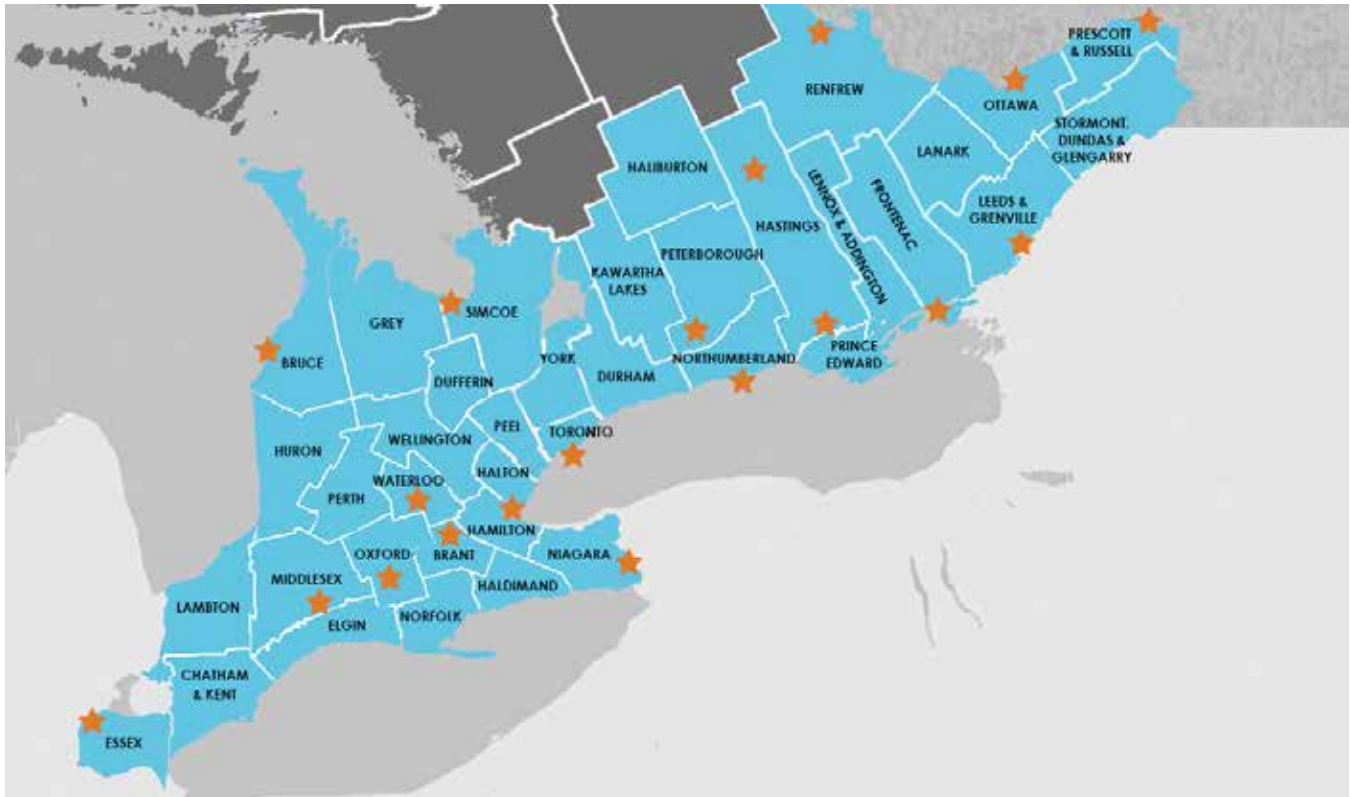 PRESCOTT
& RUSSELL
RENFREW
OTTAWA
STORMONT,
DUNDAS &
GLENGARRY
LANARK
HALIBURTON
LENNOX & ADDINGTON
FRONTENAC
LEEDS &
GRENVILLE
HASTINGS
PETERBOROUGH
KAWARTHA
LAKES
SIMCOE
GREY
BRUCE
YORK
NORTHUMBERLAND
PRINCE
EDWARD
DURHAM
DUFFERIN
PEEL
TORONTO
WELLINGTON
HURON
HALTON
WATERLOO
PERTH
HAMILTON
OXFORD
BRANT
NIAGARA
MIDDLESEX
HALDIMAND
LAMBTON
NORFOLK
ELGIN
CHATHAM
& KENT
ESSEX